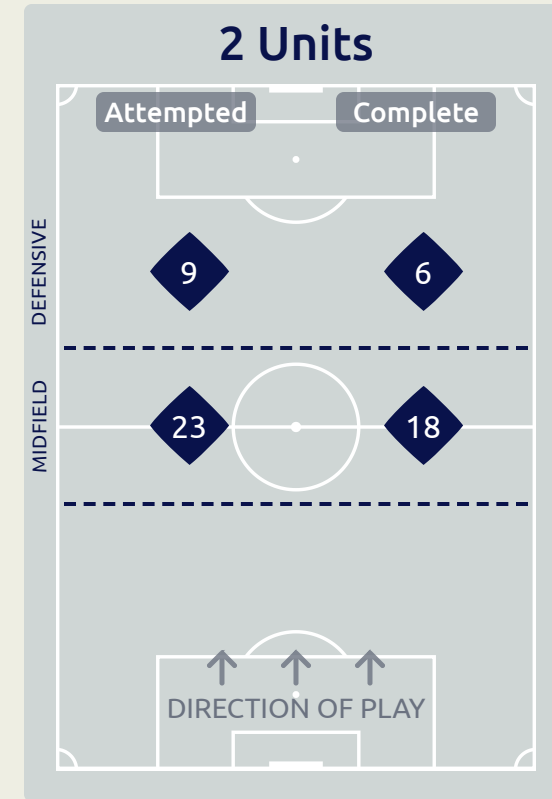 2 Units
Attempted Complete
DEFENSIVE
9 6
MIDFIELD
23 18
DIRECTION OF PLAY